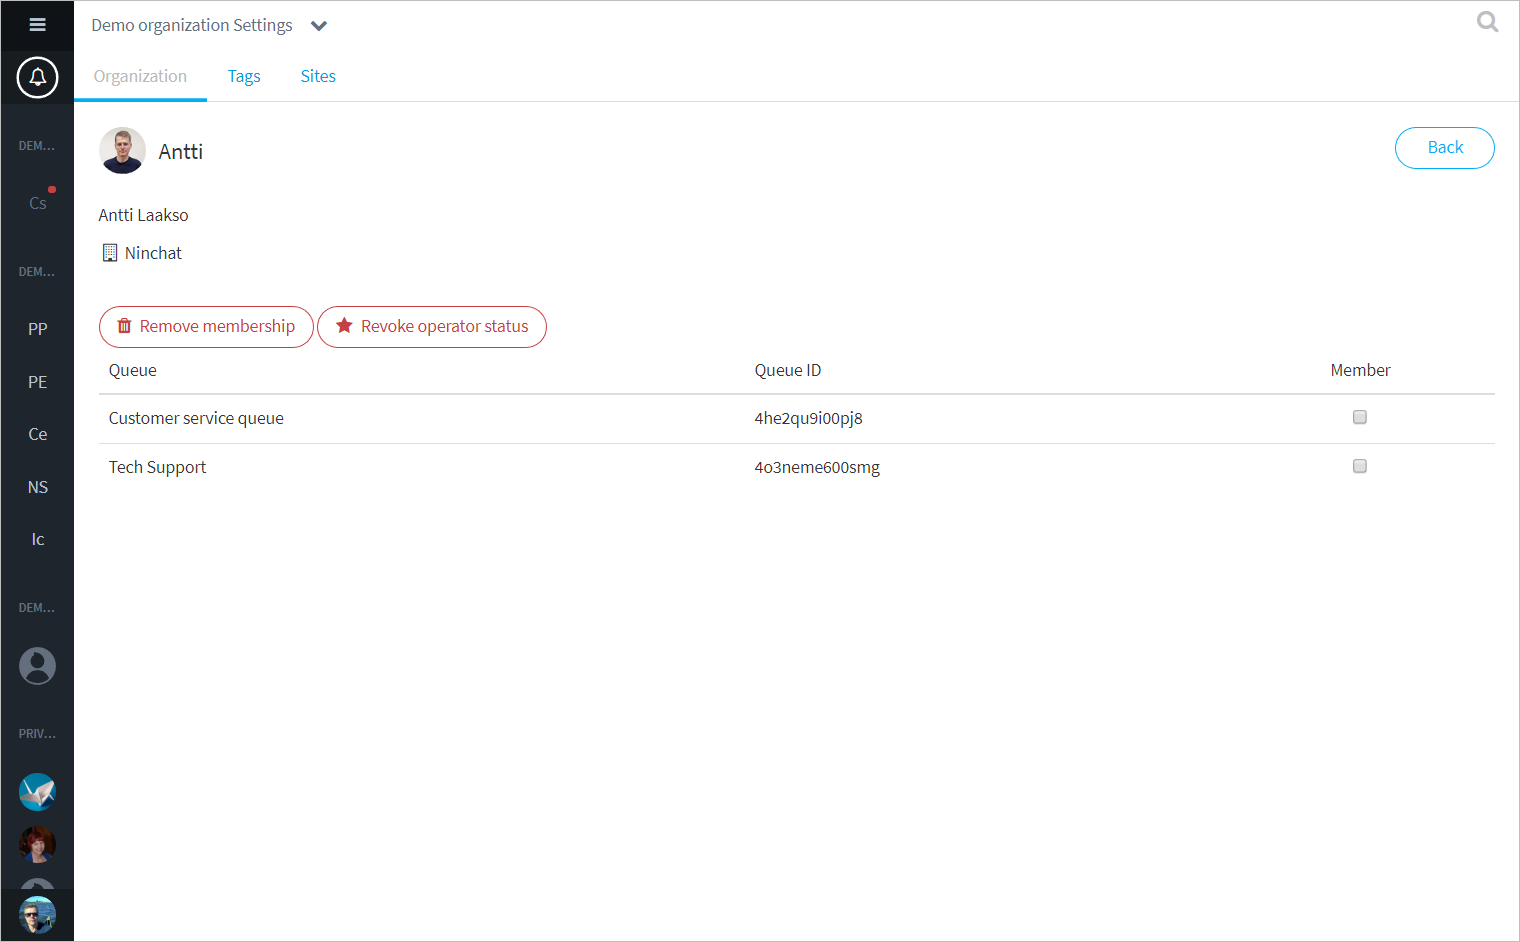 Demo organization Settings
Organization Tags Sites
DEM...
Cs
DEM...
PP
PE
Ce
NS
Ic
DEM...
PRIV...
Antti
Back
Antti Laakso
Ninchat
Remove membership Revoke operator status
Queue Queue ID Member
Customer service queue 4he2qu9i00pj8
Tech Support 4o3neme600smg